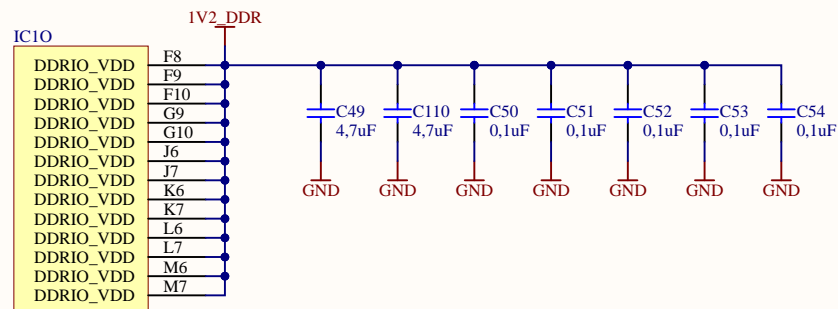 1V2_DDR
IC1O
DDRIO_VDD F8
DDRIO_VDD F9
DDRIO_VDD F10
DDRIO_VDD G9
DDRIO_VDD G10
DDRIO_VDD J6
DDRIO_VDD J7
DDRIO_VDD K6
DDRIO_VDD K7
DDRIO_VDD L6
DDRIO_VDD L7
DDRIO_VDD M6
DDRIO_VDD M7
C49
4,7uF
GND
C110
4,7uF
GND
C50
0,1uF
GND
C51
0,1uF
GND
C52
0,1uF
GND
C53
0,1uF
GND
C54
0,1uF
GND